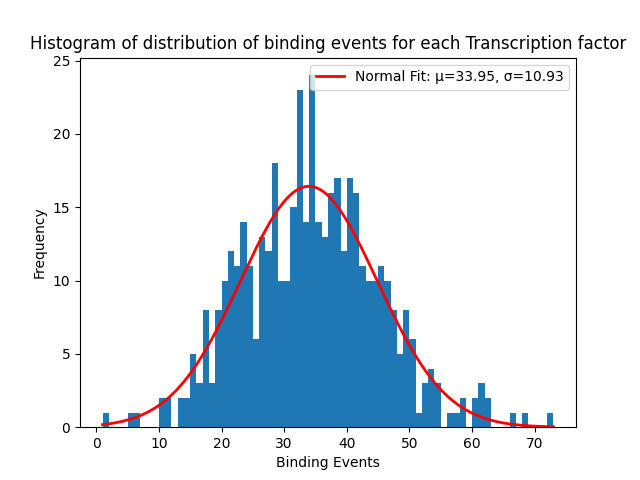 Histogram of distribution of binding events for each Transcription factor
Normal Fit: μ=33.95, σ=10.93
25
20
15
10
5
0
Frequency
0 10 20 30 40 50 60 70
Binding Events